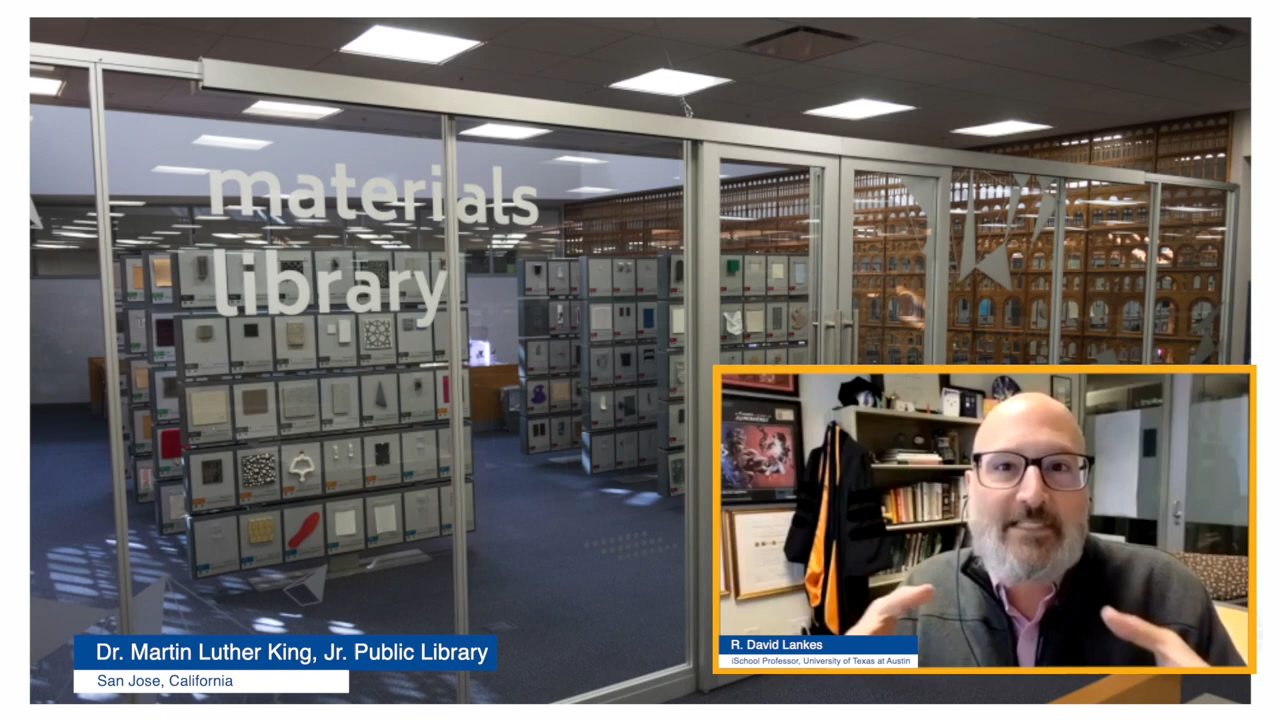 materials
library
Dr. Martin Luther King, Jr. Public Library
San Jose, California
R. David Lankes
iSchool Professor, University of Texas at Austin